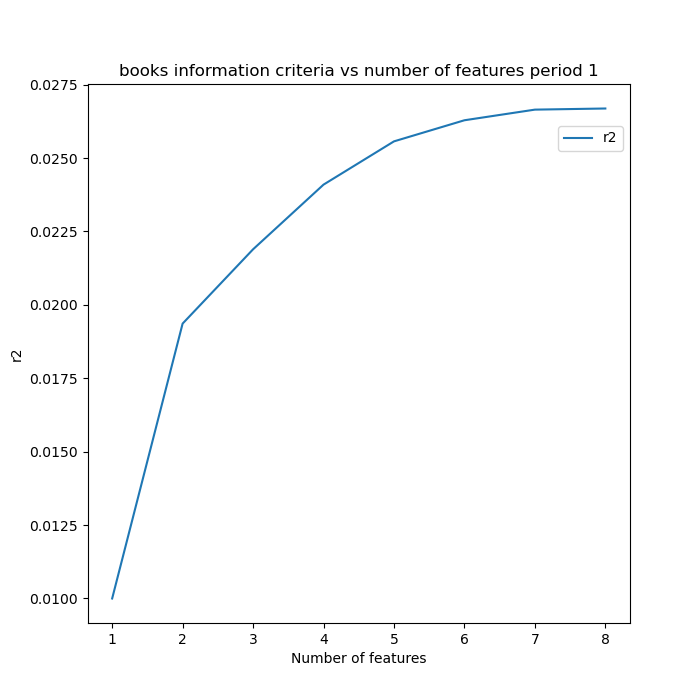 books information criteria vs number of features period 1
0.0275
0.0250
0.0225
0.0200
0.0175
0.0150
0.0125
0.0100
r2
r2
1 2 3 4 5 6 7 8
Number of features